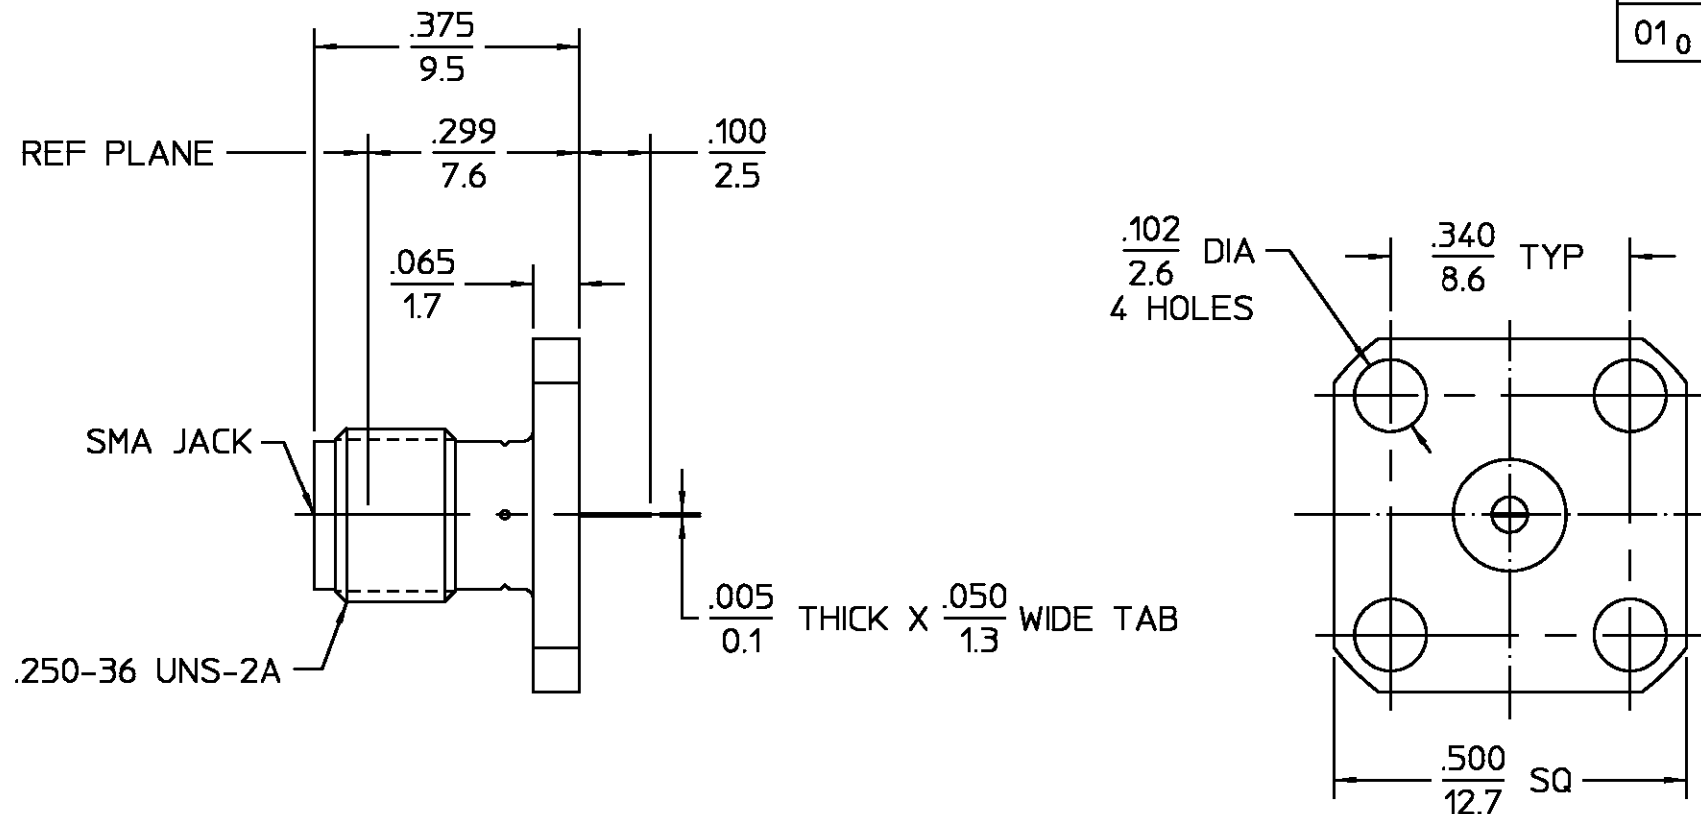 .375
9.5
01 0
REF PLANE
.299
7.6
.100
2.5
.065
1.7
.102
2.6
DIA
4 HOLES
.340
8.6
TYP
SMA JACK
.005
0.1
THICK X
.050
1.3
WIDE TAB
.250-36 UNS-2A
.500
12.7
SQ